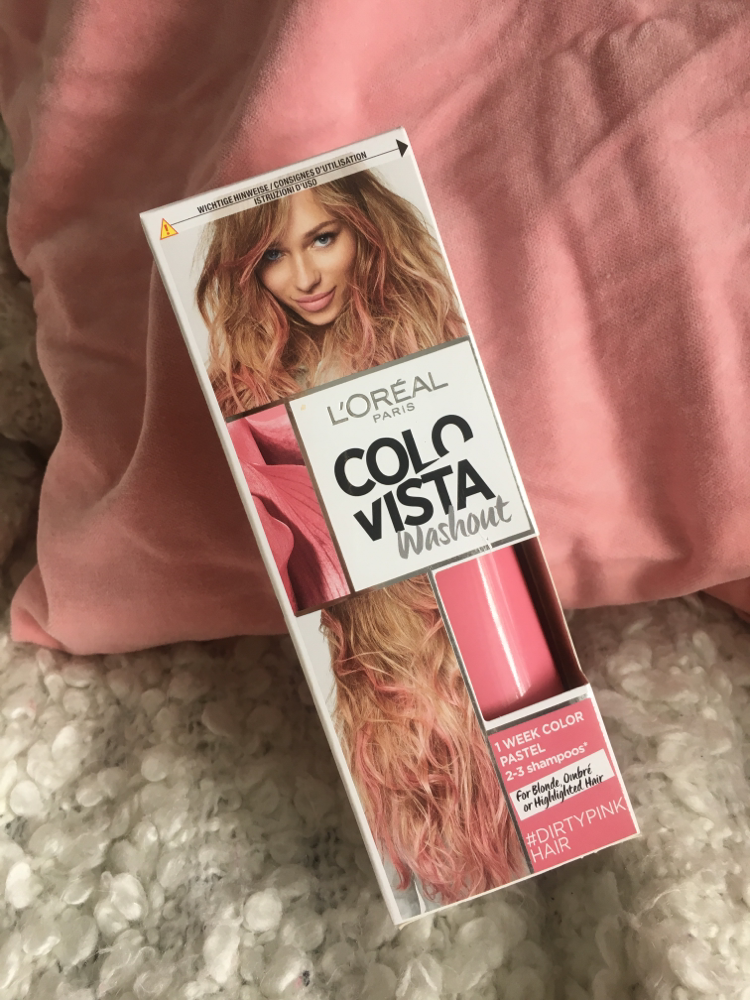 WICHTIGE HINWEISE / CONSIGNES D'UTILISATION
ISTRUZIONI D'USO
L'ORÉAL
PARIS
COLO
VISTA
Washout
1 WEEK COLOR
PASTEL
2-3 shampoos*
For Blonde, Ombré
or Highlighted Hair
#DIRTYPINK
HAIR